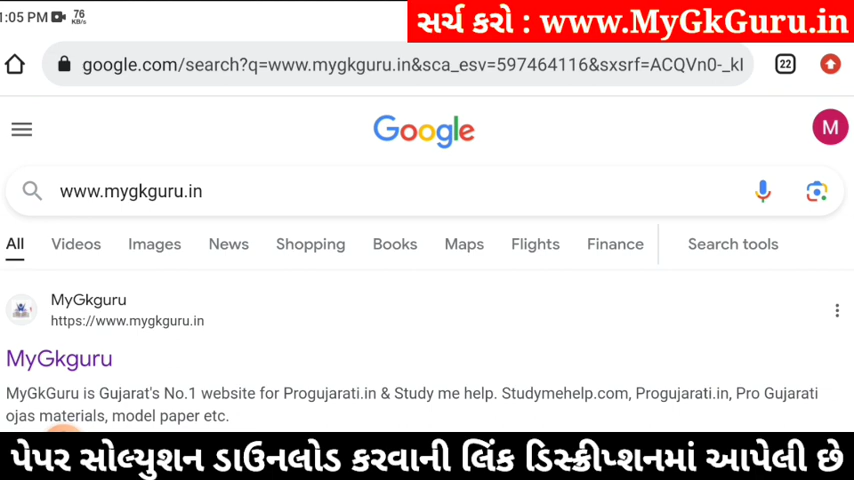 1:05 PM 76 KB/s
સર્ચ કરો : www.MyGkGuru.in
google.com/search?q=www.mygkguru.in&sca_esv=597464116&sxsrf=ACQVn0-_kl
22
Google
M
www.mygkguru.in
All Videos Images News Shopping Books Maps Flights Finance Search tools
MyGkguru
https://www.mygkguru.in
MyGkguru
MyGkGuru is Gujarat's No.1 website for Progujarati.in & Study me help. Studymehelp.com, Progujarati.in, Pro Gujarati
ojas materials, model paper etc.
પેપર સોલ્યુશન ડાઉનલોડ કરવાની લિંક ડિસ્ક્રીપ્શનમાં આપેલી છે